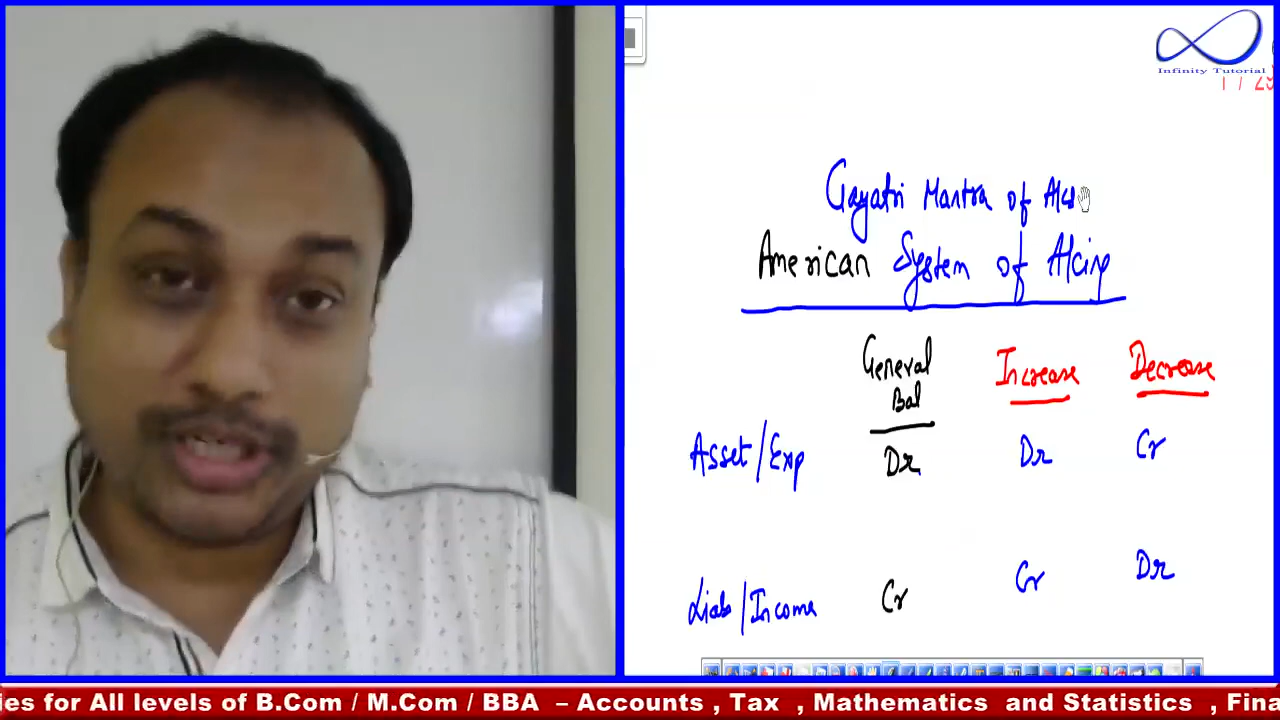 Infinity Tutorial
Gayatri Mantra of A/c
American System of A/cing
General Increase Decrease
Bal
Asset/Exp Dr Dr Cr
Liab/Income Cr Cr Dr
ies for All levels of B.Com / M.Com / BBA – Accounts , Tax , Mathematics and Statistics , Fina